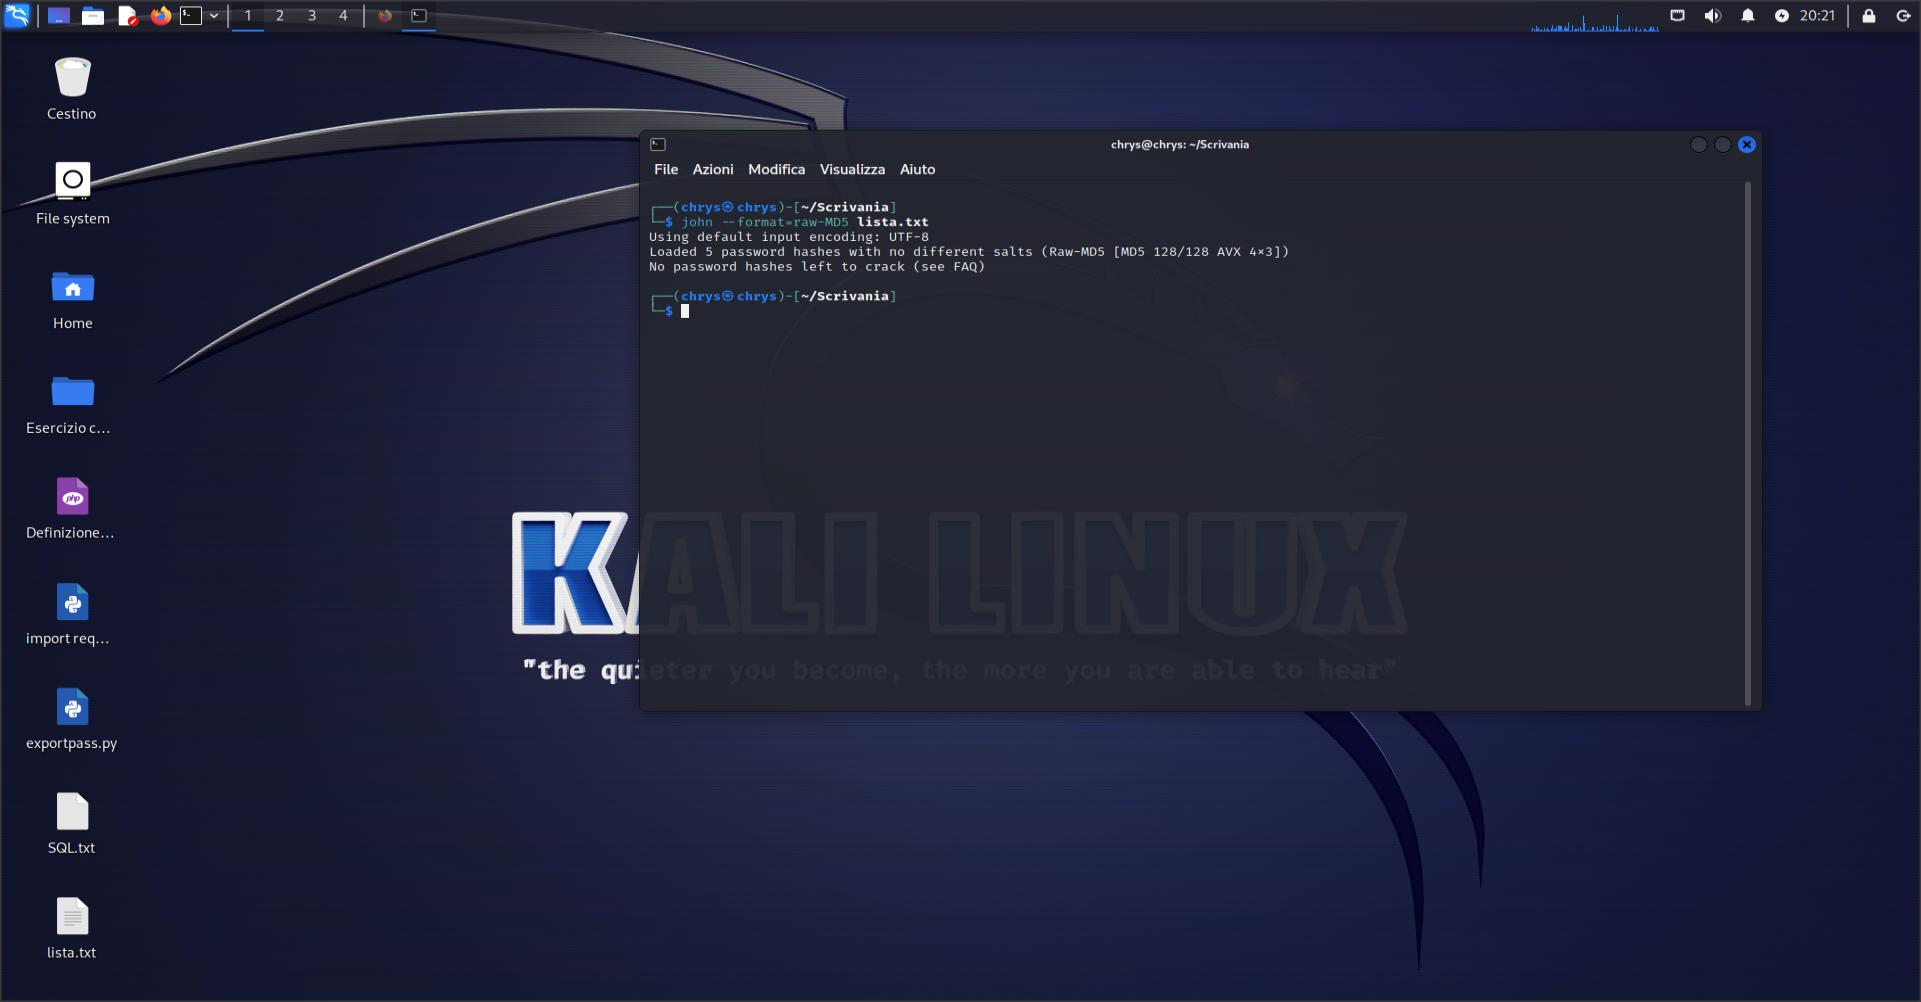 1 2 3 4
20:21
Cestino
File system
Home
Esercizio c...
php
Definizione...
import req...
exportpass.py
SQL.txt
lista.txt
chrys@chrys: ~/Scrivania
File Azioni Modifica Visualizza Aiuto
┌──(chrys㉿chrys)-[~/Scrivania]
└─$ john --format=raw-MD5 lista.txt
Using default input encoding: UTF-8
Loaded 5 password hashes with no different salts (Raw-MD5 [MD5 128/128 AVX 4×3])
No password hashes left to crack (see FAQ)
┌──(chrys㉿chrys)-[~/Scrivania]
└─$
KALI LINUX
"the quieter you become, the more you are able to hear"